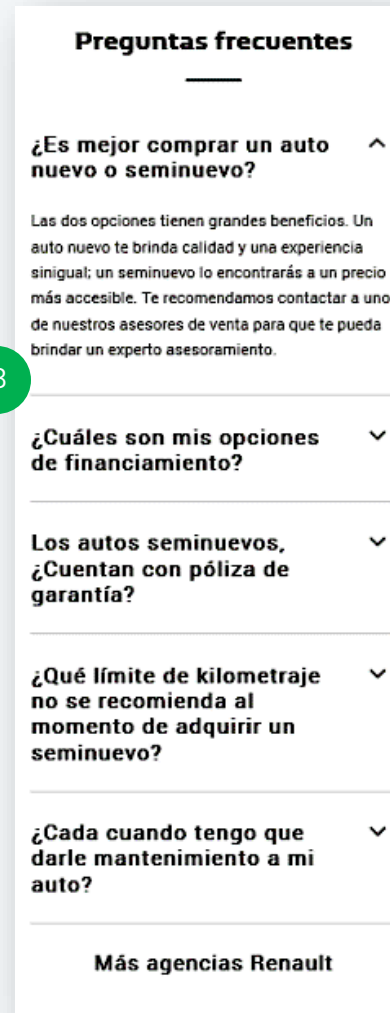 Preguntas frecuentes
¿Es mejor comprar un auto
nuevo o seminuevo?
Las dos opciones tienen grandes beneficios. Un
auto nuevo te brinda calidad y una experiencia
sinigual; un seminuevo lo encontrarás a un precio
más accesible. Te recomendamos contactar a uno
de nuestros asesores de venta para que te pueda
brindar un experto asesoramiento.
3
¿Cuáles son mis opciones
de financiamiento?
Los autos seminuevos,
¿Cuentan con póliza de
garantía?
¿Qué límite de kilometraje
no se recomienda al
momento de adquirir un
seminuevo?
¿Cada cuando tengo que
darle mantenimiento a mi
auto?
Más agencias Renault